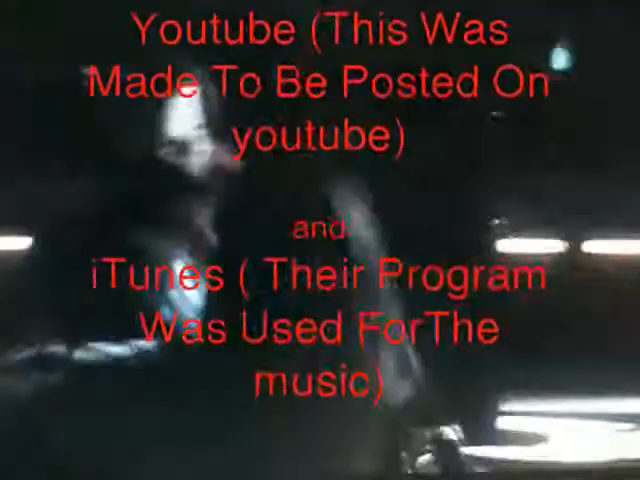 Youtube (This Was
Made To Be Posted On
youtube)
and
iTunes ( Their Program
Was Used ForThe
music)